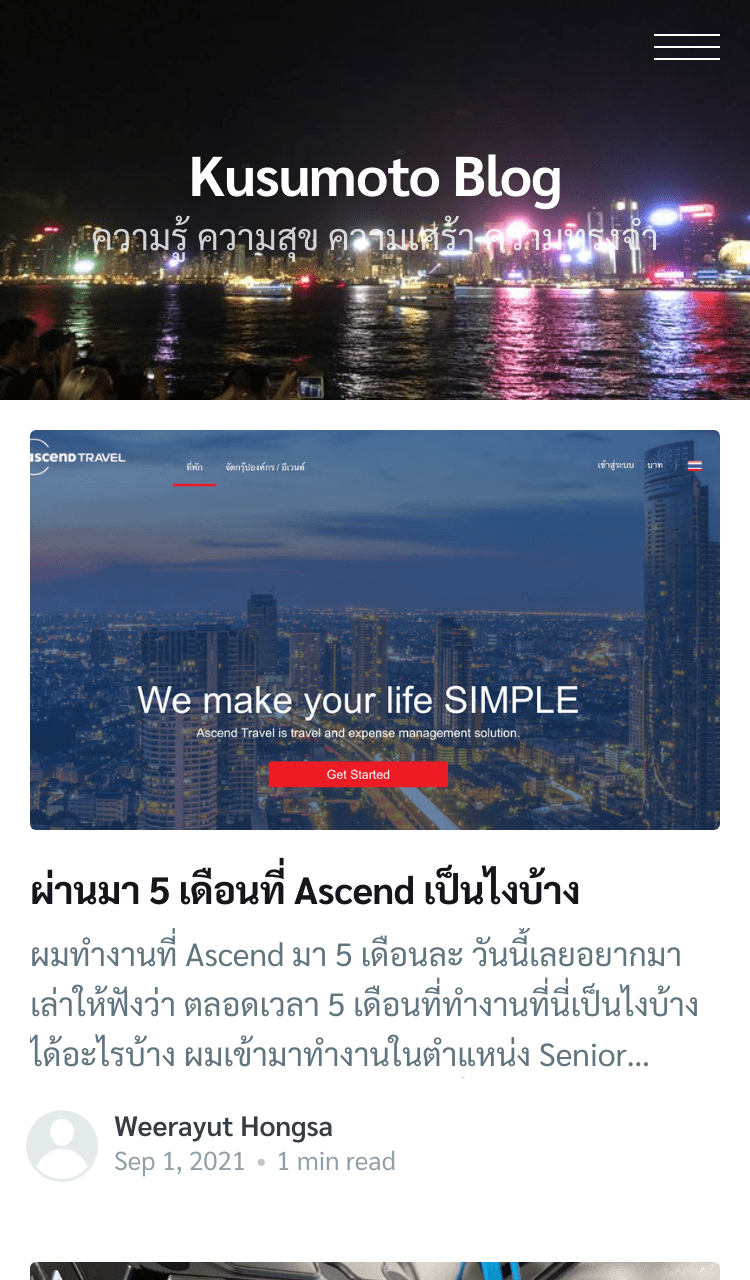 Kusumoto Blog
ความรู้ ความสุข ความเศร้า ความทรงจำ
ascend TRAVEL
ที่พัก
จัดกรุ๊ปองค์กร / อีเวนต์
เข้าสู่ระบบ
บาท
We make your life SIMPLE
Ascend Travel is travel and expense management solution.
Get Started
ผ่านมา 5 เดือนที่ Ascend เป็นไงบ้าง
ผมทำงานที่ Ascend มา 5 เดือนละ วันนี้เลยอยากมา
เล่าให้ฟังว่า ตลอดเวลา 5 เดือนที่ทำงานที่นี่เป็นไงบ้าง
ได้อะไรบ้าง ผมเข้ามาทำงานในตำแหน่ง Senior...
Weerayut Hongsa
Sep 1, 2021 • 1 min read